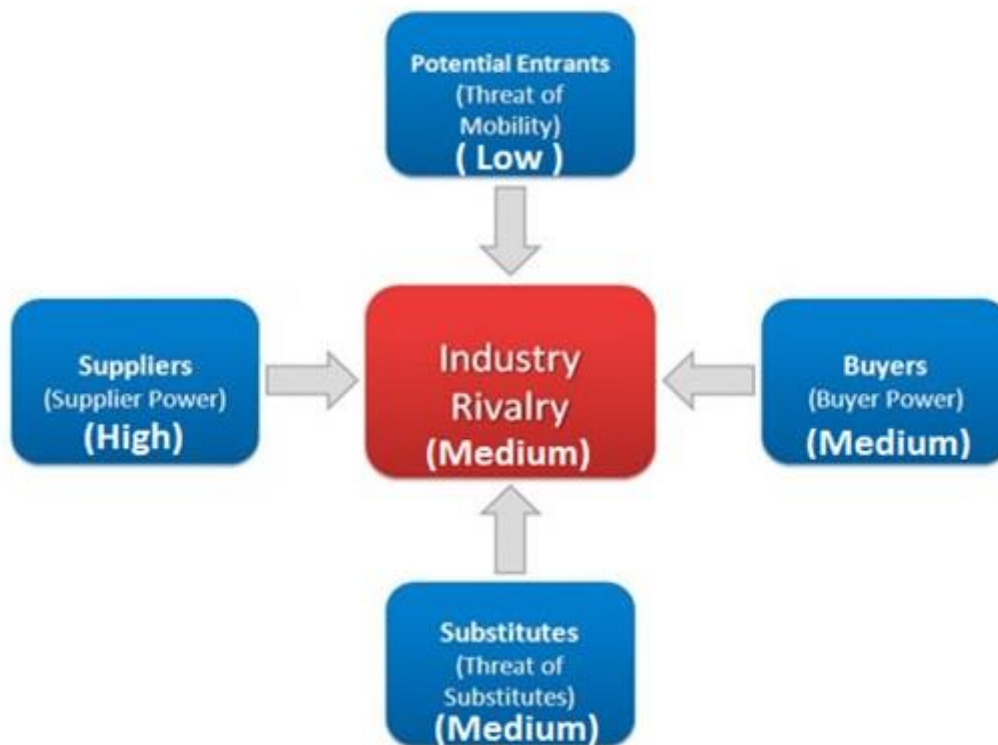 Potential Entrants
(Threat of
Mobility)
( Low )
Suppliers
(Supplier Power)
(High)
Industry
Rivalry
(Medium)
Buyers
(Buyer Power)
(Medium)
Substitutes
(Threat of
Substitutes)
(Medium)